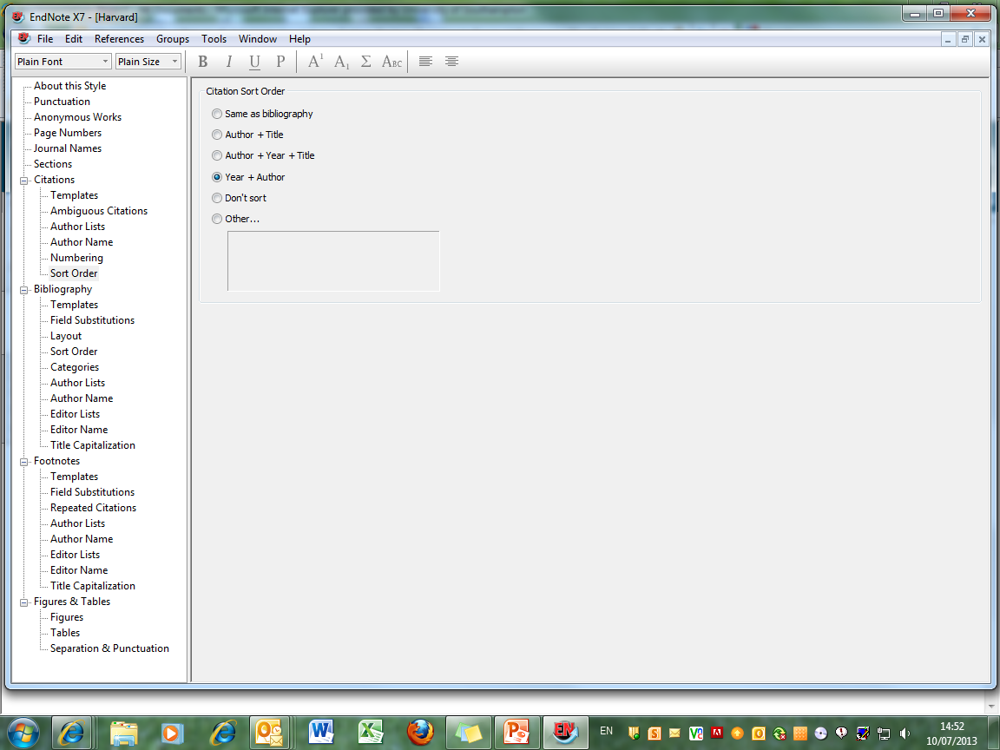 EndNote X7 - [Harvard]
File Edit References Groups Tools Window Help
Plain Font Plain Size B I U P A1 A1 Σ ABC
About this Style
Punctuation
Anonymous Works
Page Numbers
Journal Names
Sections
Citations
Templates
Ambiguous Citations
Author Lists
Author Name
Numbering
Sort Order
Bibliography
Templates
Field Substitutions
Layout
Sort Order
Categories
Author Lists
Author Name
Editor Lists
Editor Name
Title Capitalization
Footnotes
Templates
Field Substitutions
Repeated Citations
Author Lists
Author Name
Editor Lists
Editor Name
Title Capitalization
Figures & Tables
Figures
Tables
Separation & Punctuation
Citation Sort Order
Same as bibliography
Author + Title
Author + Year + Title
Year + Author
Don't sort
Other...
EN
14:52
10/07/2013